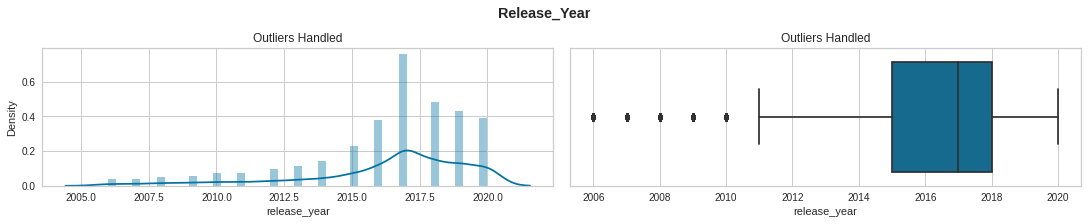 Release_Year
Outliers Handled
Outliers Handled
Density
0.6
0.4
0.2
0.0
2005.0 2007.5 2010.0 2012.5 2015.0 2017.5 2020.0
release_year
2006 2007 2008 2010 2012 2014 2016 2018 2020
release_year